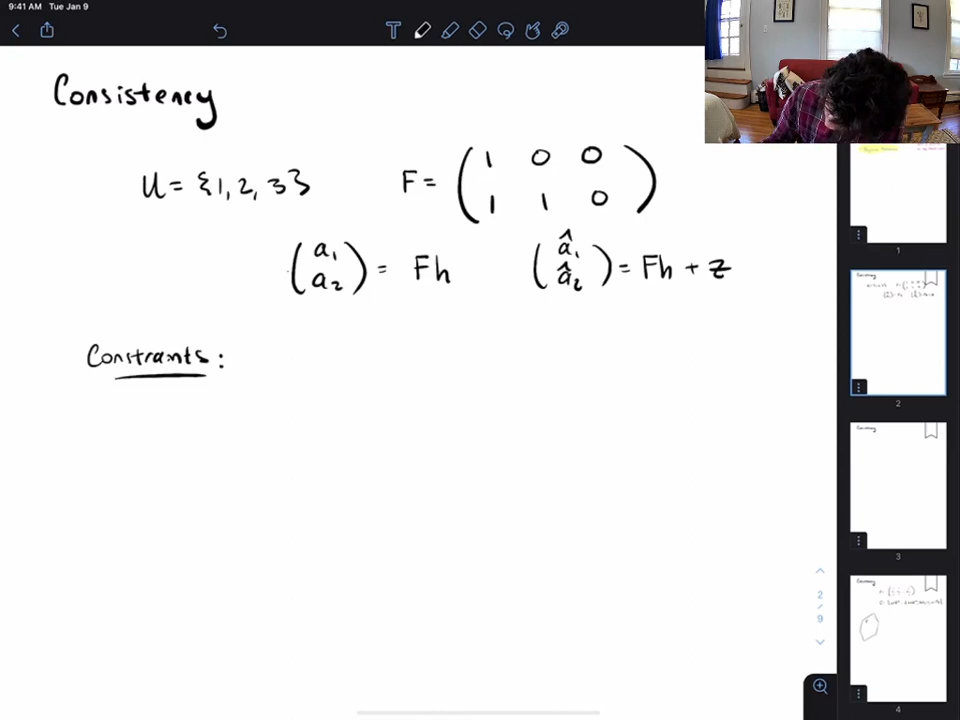 9:41 AM Tue Jan 9
Consistency
U = {1, 2, 3} F = ( 1 0 0
1 1 0 )
( a₁
a₂ ) = Fh ( â₁
â₂ ) = Fh + z
Constraints:
1
2
3
4
2
/
9